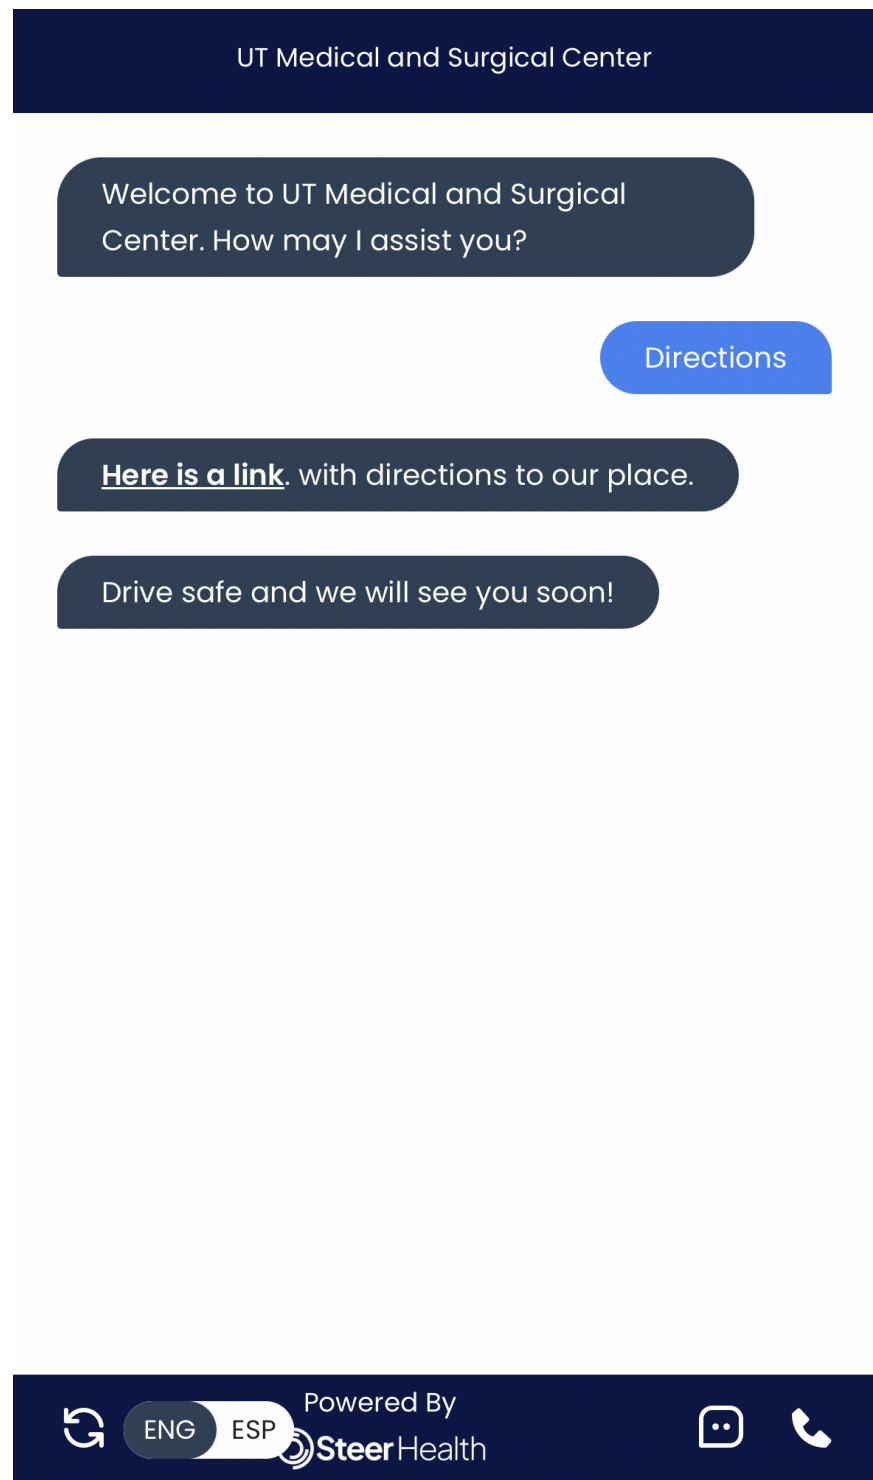 UT Medical and Surgical Center
Welcome to UT Medical and Surgical
Center. How may I assist you?
Directions
Here is a link. with directions to our place.
Drive safe and we will see you soon!
ENG ESP
Powered By
SteerHealth